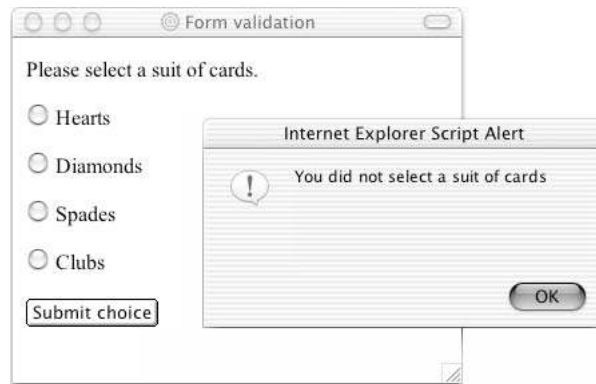 Form validation
Please select a suit of cards.
Hearts
Diamonds
Spades
Clubs
Submit choice
Internet Explorer Script Alert
You did not select a suit of cards
OK